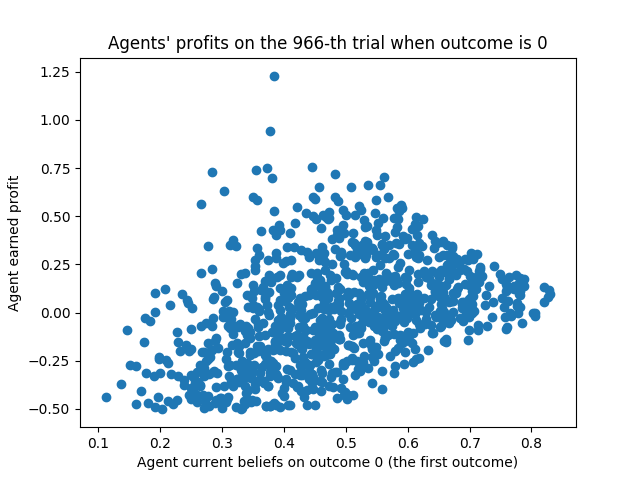 Agents' profits on the 966-th trial when outcome is 0
1.25
1.00
0.75
0.50
0.25
0.00
−0.25
−0.50
Agent earned profit
0.1 0.2 0.3 0.4 0.5 0.6 0.7 0.8
Agent current beliefs on outcome 0 (the first outcome)